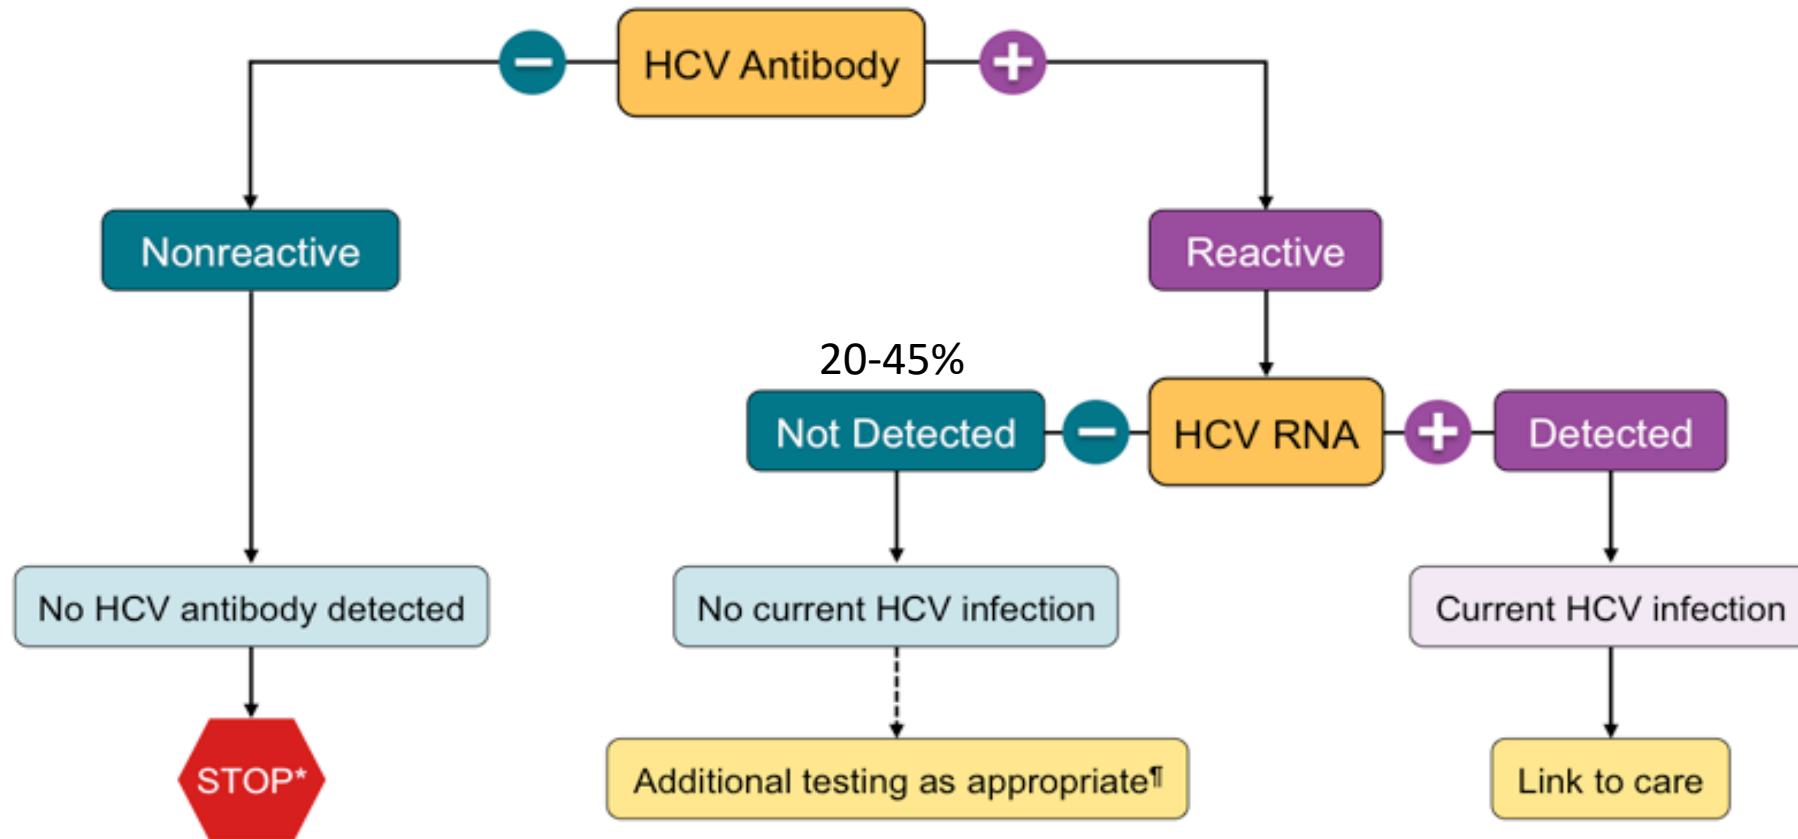 HCV Antibody
Nonreactive
Reactive
20-45%
Not Detected
HCV RNA
Detected
No HCV antibody detected
No current HCV infection
Current HCV infection
STOP*
Additional testing as appropriate¶
Link to care